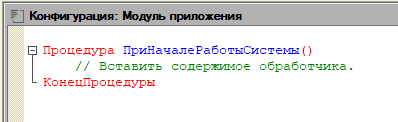 Конфигурация: Модуль приложения
Процедура ПриНачалеРаботыСистемы()
// Вставить содержимое обработчика.
КонецПроцедуры